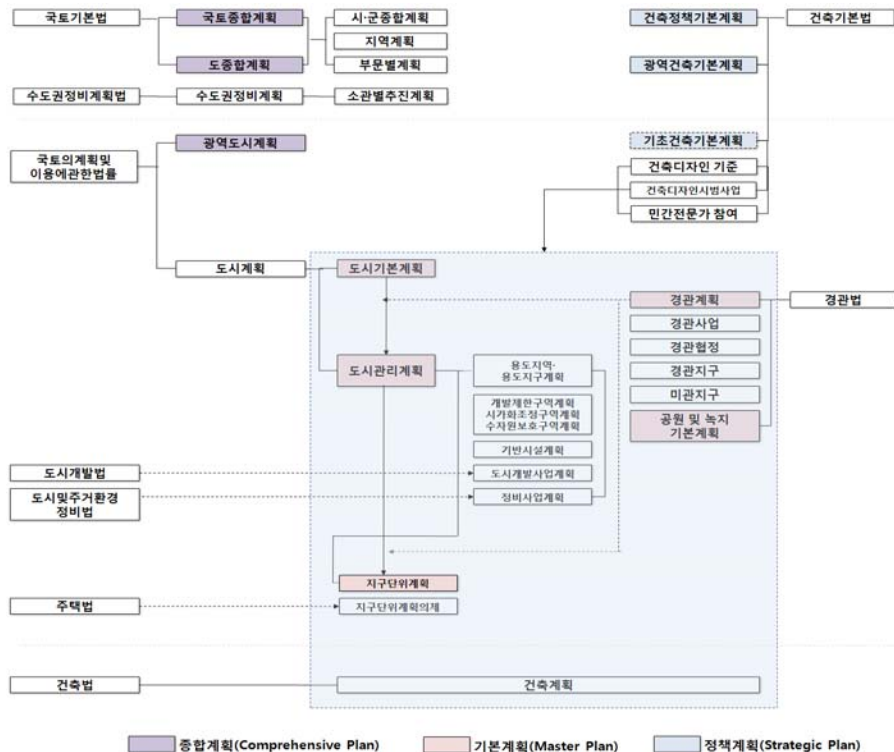 국토기본법
국토종합계획
시·군종합계획
건축정책기본계획
건축기본법
지역계획
도종합계획
부문별계획
광역건축기본계획
수도권정비계획법
수도권정비계획
소관별추진계획
광역도시계획
기초건축기본계획
국토의계획및
이용에관한법률
건축디자인 기준
건축디자인시범사업
민간전문가 참여
도시계획
도시기본계획
경관계획
경관법
경관사업
경관협정
도시관리계획
용도지역·
용도지구계획
경관지구
미관지구
개발제한구역계획
시가화조정구역계획
수자원보호구역계획
공원 및 녹지
기본계획
기반시설계획
도시개발법
도시개발사업계획
도시및주거환경
정비법
정비사업계획
지구단위계획
주택법
지구단위계획의제
건축법
건축계획
종합계획(Comprehensive Plan)
기본계획(Master Plan)
정책계획(Strategic Plan)